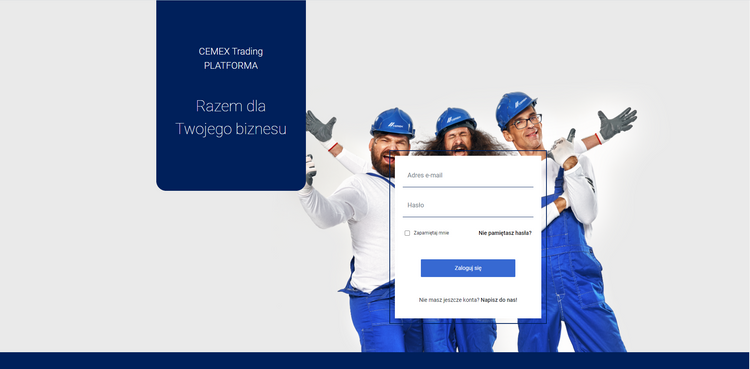 CEMEX Trading
PLATFORMA
Razem dla
Twojego biznesu
Adres e-mail
Hasło
Zapamiętaj mnie
Nie pamiętasz hasła?
Zaloguj się
Nie masz jeszcze konta? Napisz do nas!